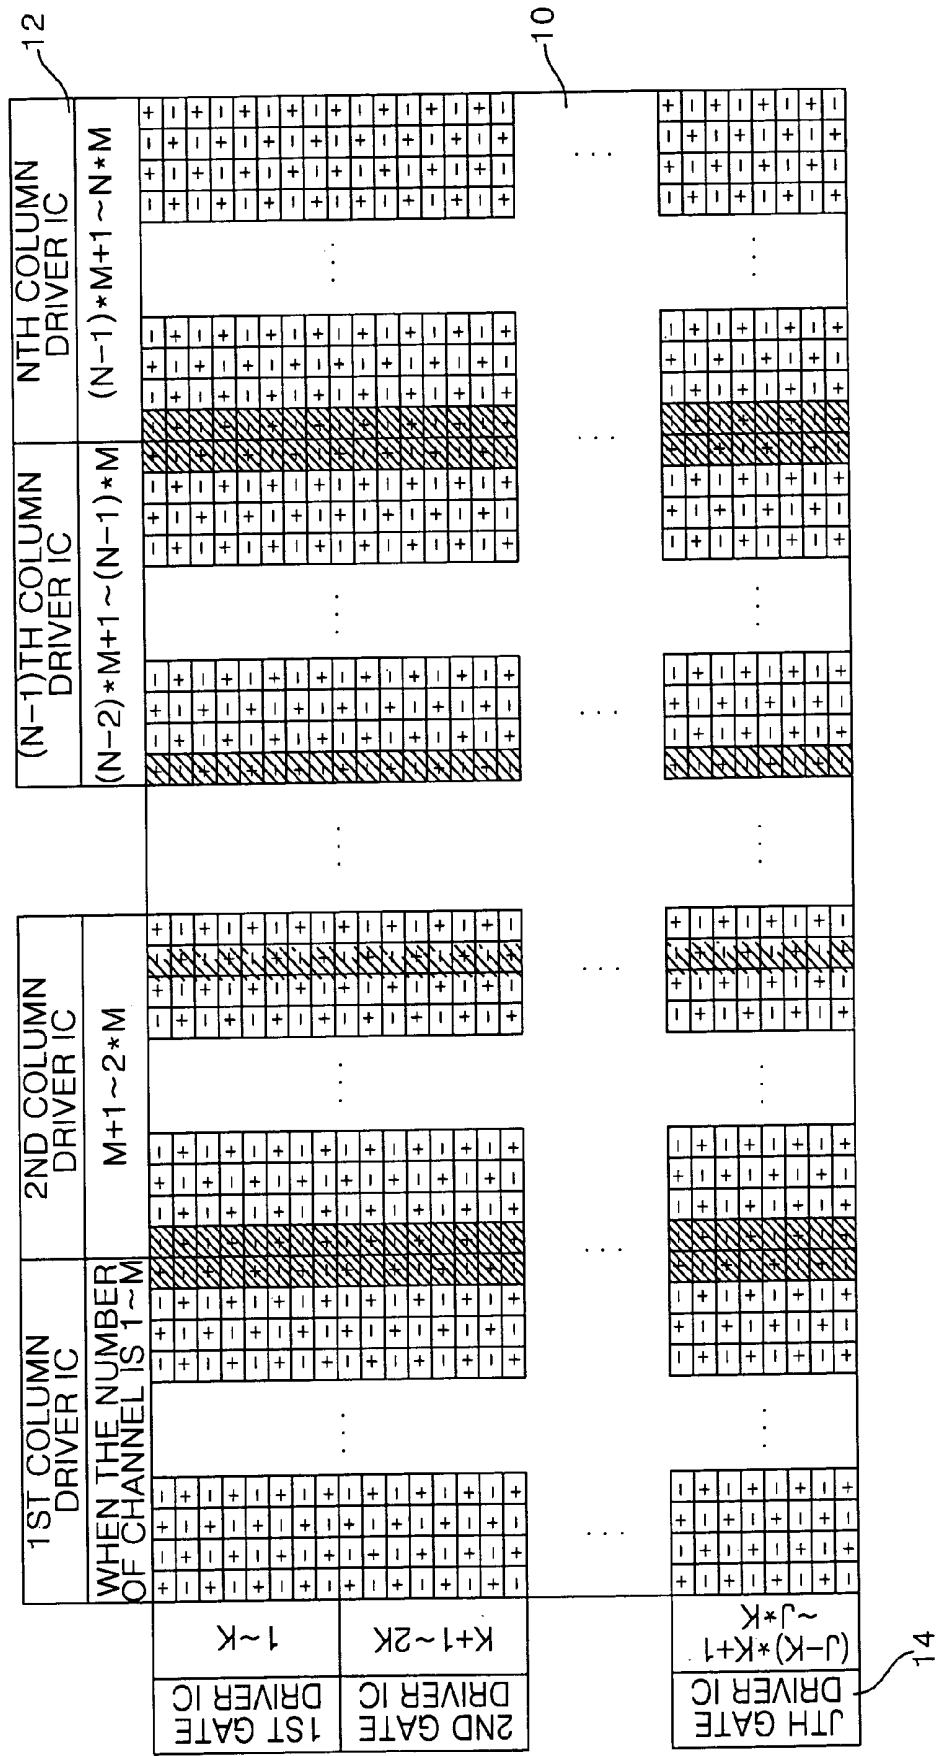 1ST COLUMN
DRIVER IC
WHEN THE NUMBER
OF CHANNEL IS 1~M
2ND COLUMN
DRIVER IC
M+1~2*M
(N-1)TH COLUMN
DRIVER IC
(N-2)*M+1~(N-1)*M
NTH COLUMN
DRIVER IC
(N-1)*M+1~N*M
12
1ST GATE
DRIVER IC
1~K
2ND GATE
DRIVER IC
K+1~2K
10
JTH GATE
DRIVER IC
(J-K)*K+1
~J*K
14